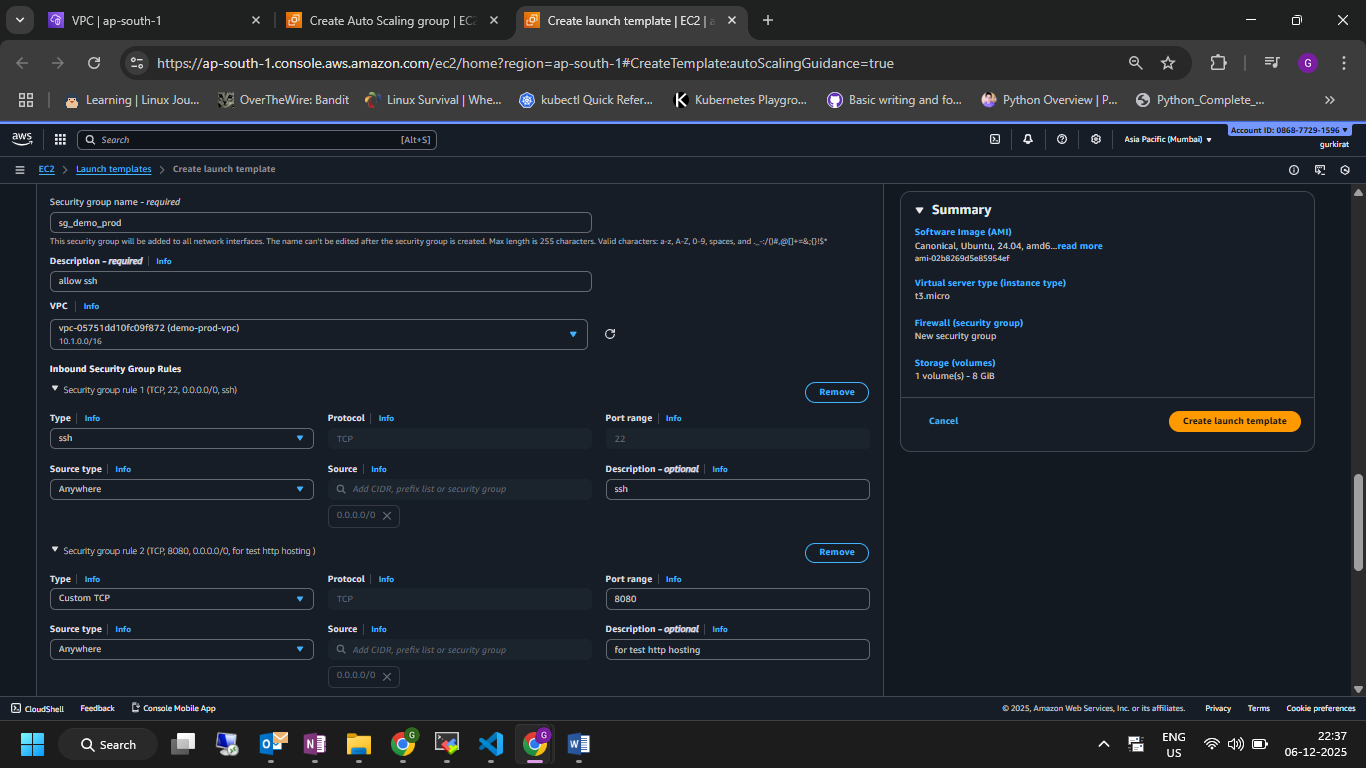 VPC | ap-south-1
Create Auto Scaling group | EC2
Create launch template | EC2 | a
https://ap-south-1.console.aws.amazon.com/ec2/home?region=ap-south-1#CreateTemplate:autoScalingGuidance=true
G
Learning | Linux Jou...
OverTheWire: Bandit
Linux Survival | Whe...
kubectl Quick Refer...
Kubernetes Playgro...
Basic writing and fo...
Python Overview | P...
Python_Complete_...
aws
Search
[Alt+S]
Asia Pacific (Mumbai)
Account ID: 0868-7729-1596
gurkirat
EC2
Launch templates
Create launch template
Security group name - required
sg_demo_prod
This security group will be added to all network interfaces. The name can't be edited after the security group is created. Max length is 255 characters. Valid characters: a-z, A-Z, 0-9, spaces, and ._-:/()#,@[]+=&;{}!$*
Description - required
Info
allow ssh
VPC
Info
vpc-05751dd10fc09f872 (demo-prod-vpc)
10.1.0.0/16
Inbound Security Group Rules
Security group rule 1 (TCP, 22, 0.0.0.0/0, ssh)
Remove
Type Info
Protocol Info
Port range Info
ssh
TCP
22
Source type Info
Source Info
Description - optional Info
Anywhere
Add CIDR, prefix list or security group
ssh
0.0.0.0/0
Security group rule 2 (TCP, 8080, 0.0.0.0/0, for test http hosting )
Remove
Type Info
Protocol Info
Port range Info
Custom TCP
TCP
8080
Source type Info
Source Info
Description - optional Info
Anywhere
Add CIDR, prefix list or security group
for test http hosting
0.0.0.0/0
Summary
Software Image (AMI)
Canonical, Ubuntu, 24.04, amd6...read more
ami-02b8269d5e85954ef
Virtual server type (instance type)
t3.micro
Firewall (security group)
New security group
Storage (volumes)
1 volume(s) - 8 GiB
Cancel
Create launch template
CloudShell
Feedback
Console Mobile App
© 2025, Amazon Web Services, Inc. or its affiliates.
Privacy
Terms
Cookie preferences
Search
ENG
US
22:37
06-12-2025